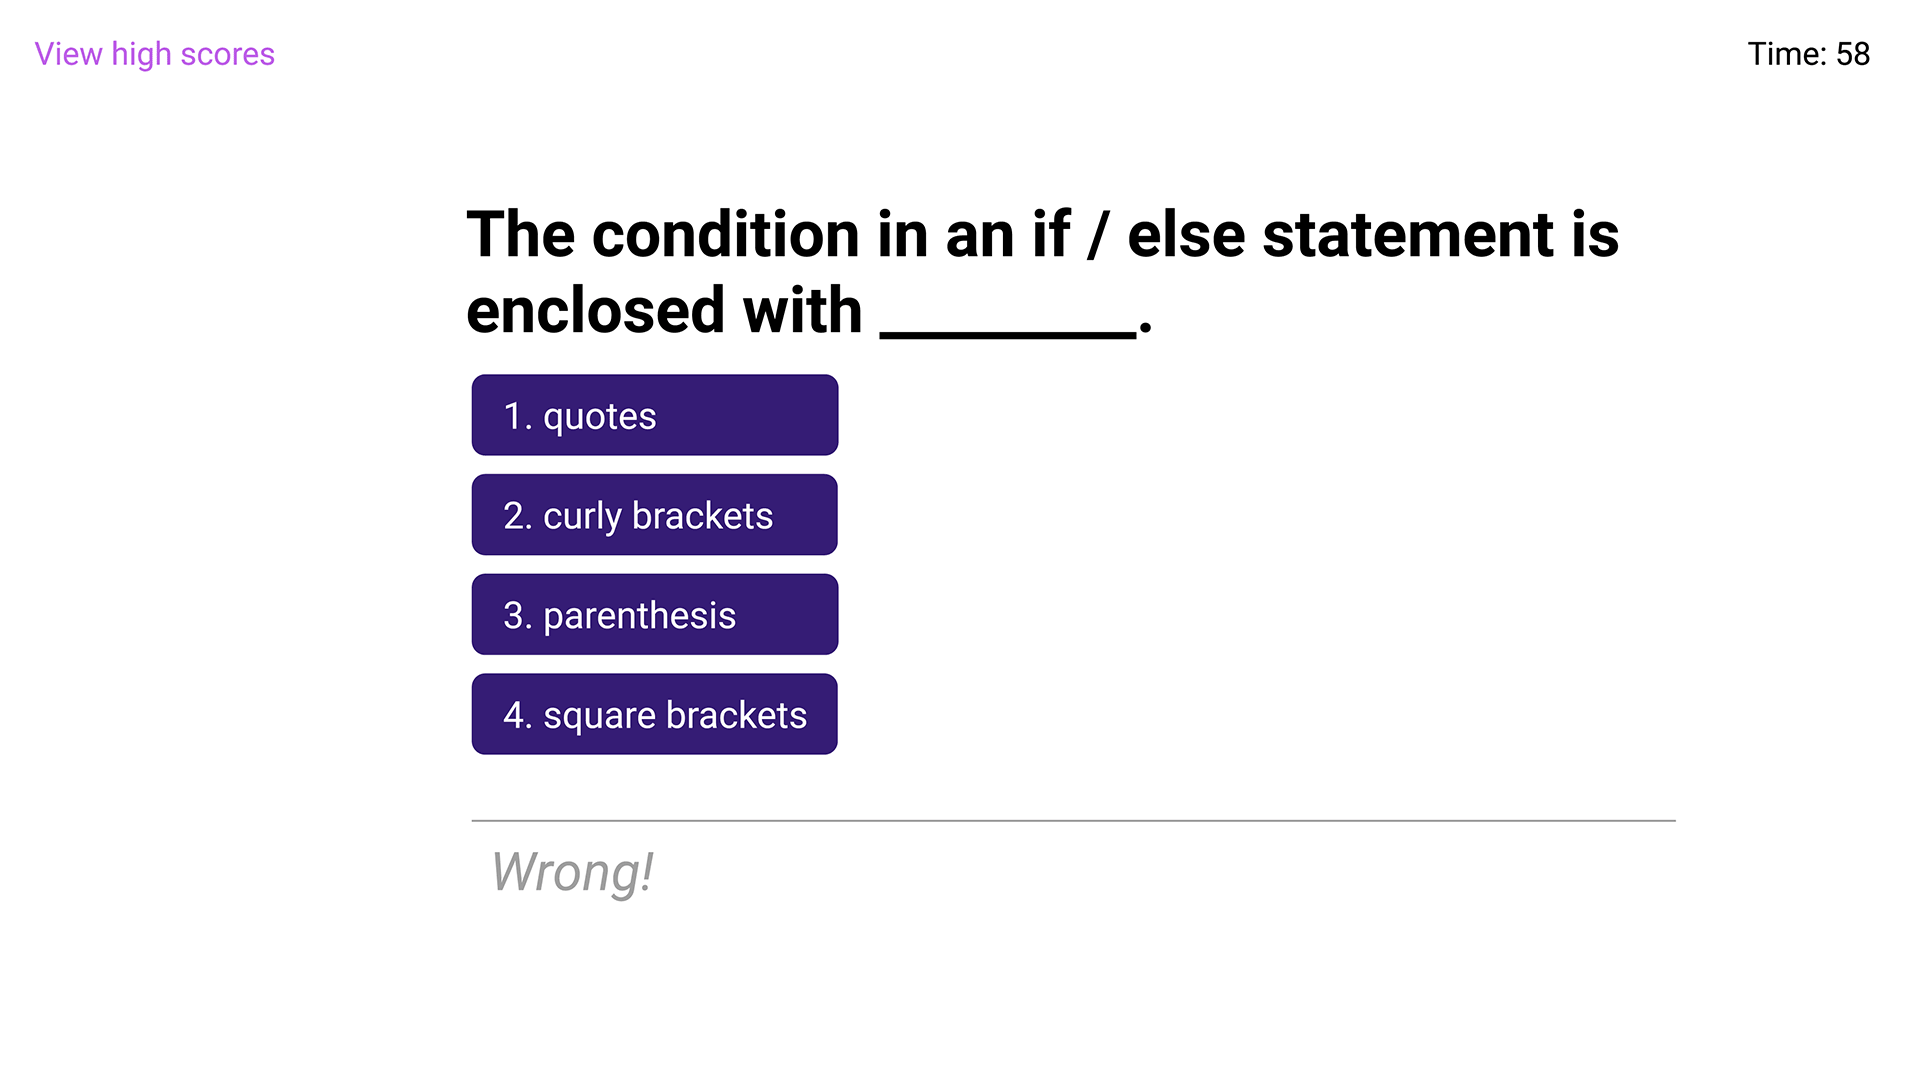 View high scores
Time: 58
The condition in an if / else statement is
enclosed with ________.
1. quotes
2. curly brackets
3. parenthesis
4. square brackets
Wrong!